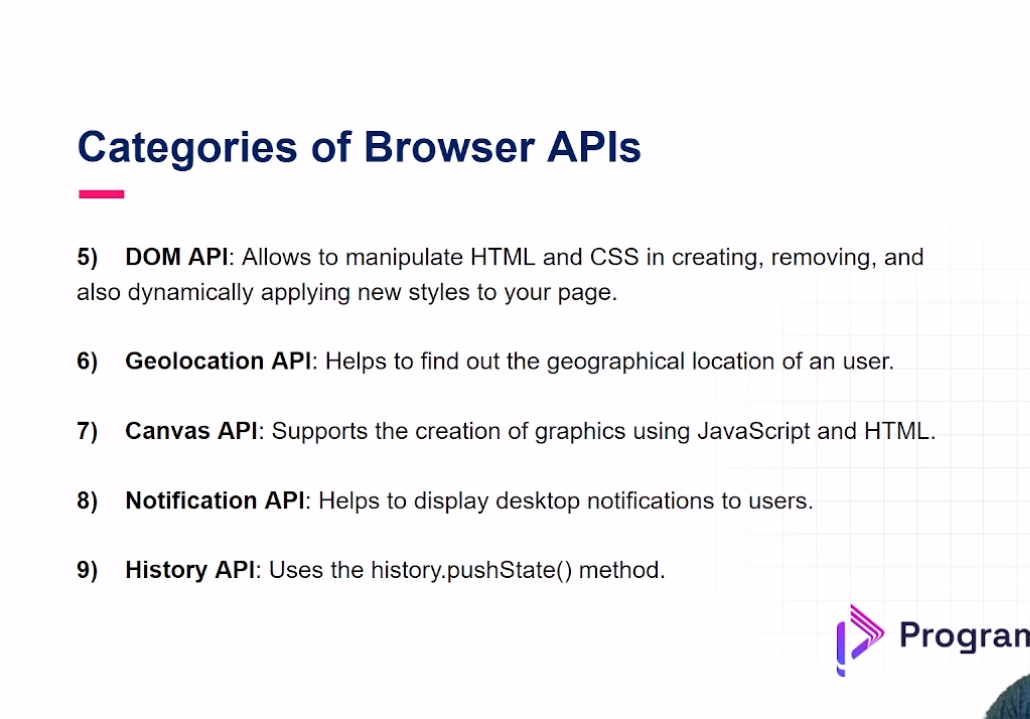 Categories of Browser APIs
5) DOM API: Allows to manipulate HTML and CSS in creating, removing, and
also dynamically applying new styles to your page.
6) Geolocation API: Helps to find out the geographical location of an user.
7) Canvas API: Supports the creation of graphics using JavaScript and HTML.
8) Notification API: Helps to display desktop notifications to users.
9) History API: Uses the history.pushState() method.